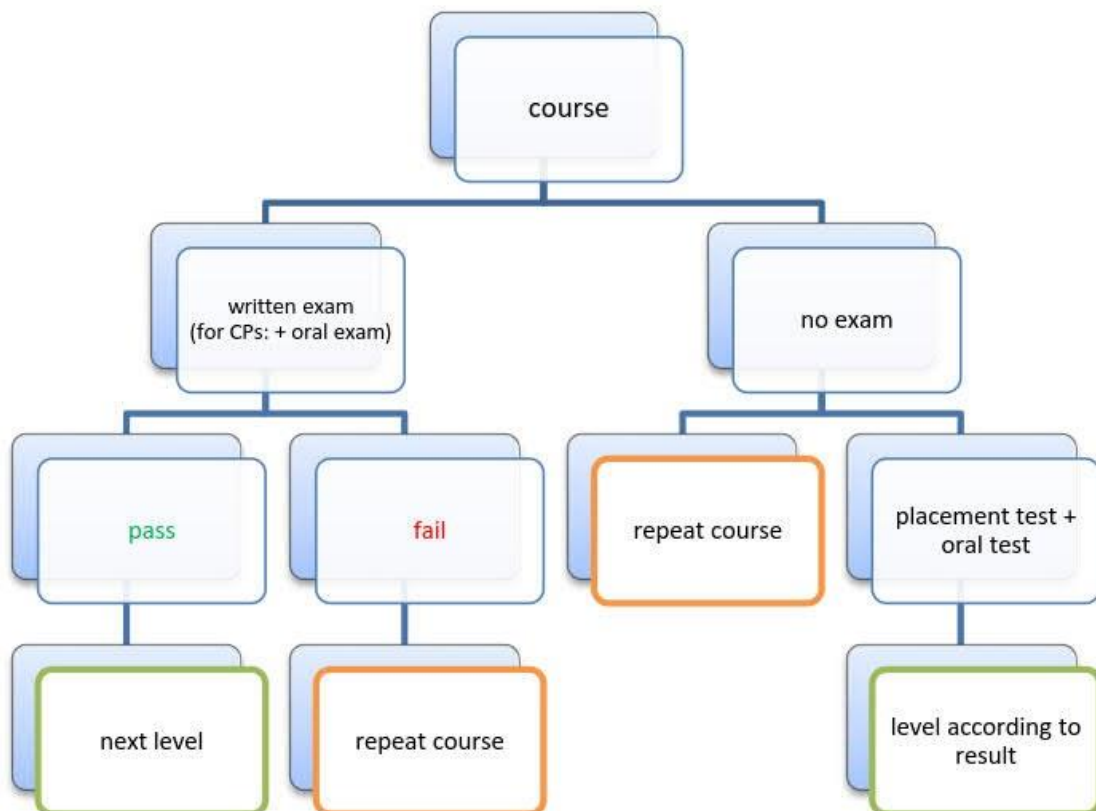 course
written exam
(for CPs: + oral exam)
no exam
pass
fail
repeat course
placement test +
oral test
next level
repeat course
level according to
result